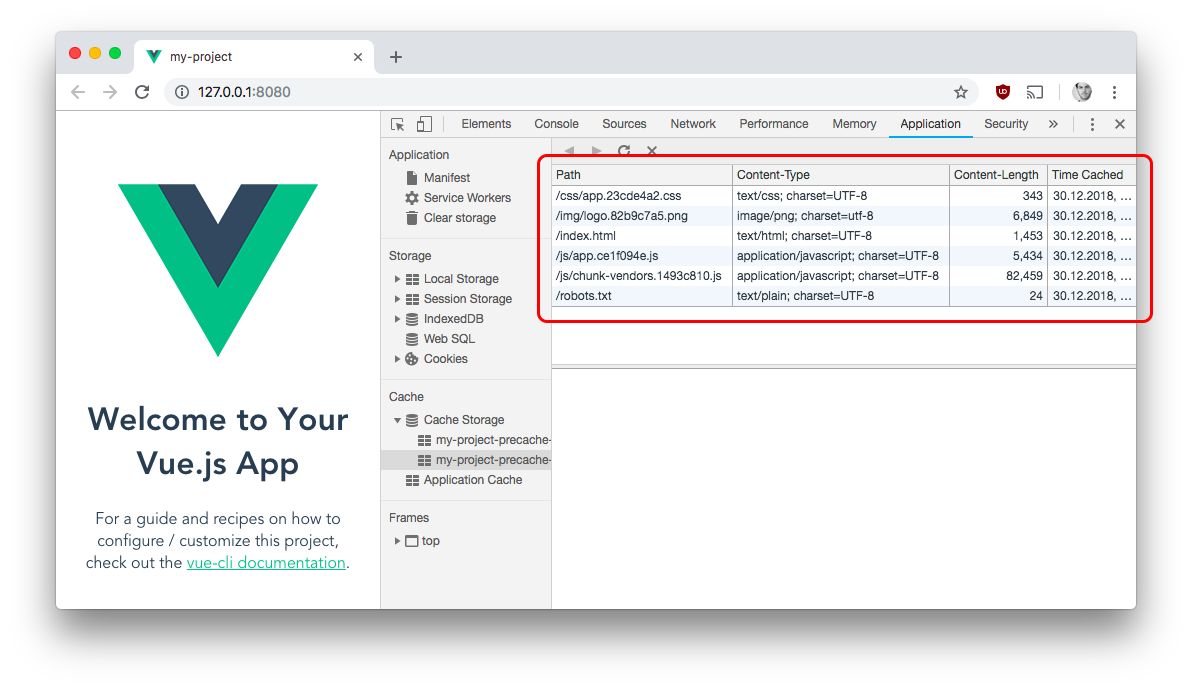 my-project
127.0.0.1:8080
Elements Console Sources Network Performance Memory Application Security »
Welcome to Your
Vue.js App
For a guide and recipes on how to
configure / customize this project,
check out the vue-cli documentation.
Application
Manifest
Service Workers
Clear storage
Storage
Local Storage
Session Storage
IndexedDB
Web SQL
Cookies
Cache
Cache Storage
my-project-precache-
my-project-precache-
Application Cache
Frames
top
Path Content-Type Content-Length Time Cached
/css/app.23cde4a2.css text/css; charset=UTF-8 343 30.12.2018, …
/img/logo.82b9c7a5.png image/png; charset=utf-8 6,849 30.12.2018, …
/index.html text/html; charset=UTF-8 1,453 30.12.2018, …
/js/app.ce1f094e.js application/javascript; charset=UTF-8 5,434 30.12.2018, …
/js/chunk-vendors.1493c810.js application/javascript; charset=UTF-8 82,459 30.12.2018, …
/robots.txt text/plain; charset=UTF-8 24 30.12.2018, …